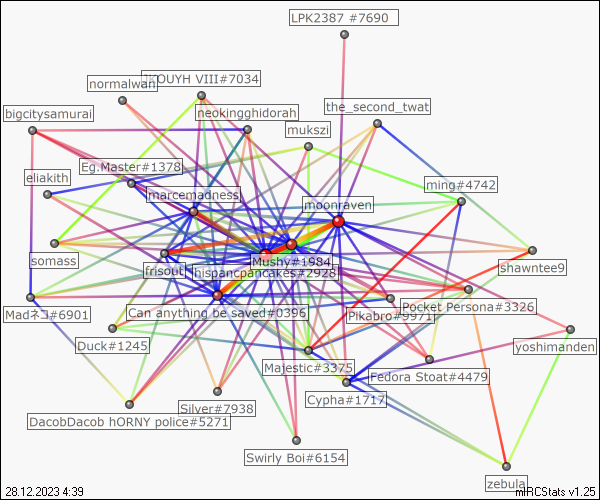 LPK2387 #7690
JKOUYH VIII#7034
normalwan
bigcitysamurai
neokingghidorah
the_second_twat
mukszi
Eg.Master#1378
eliakith
marcemadness
moonraven
ming#4742
somass
frisout
Mushy#1984
hispancpancakes#2928
shawntee9
Madネコ#6901
Can anything be saved#0396
Pikabro#9971
Pocket Persona#3326
Duck#1245
Majestic#3375
Fedora Stoat#4479
yoshimanden
Cypha#1717
Silver#7938
DacobDacob hORNY police#5271
Swirly Boi#6154
zebula
28.12.2023 4:39
mIRCStats v1.25